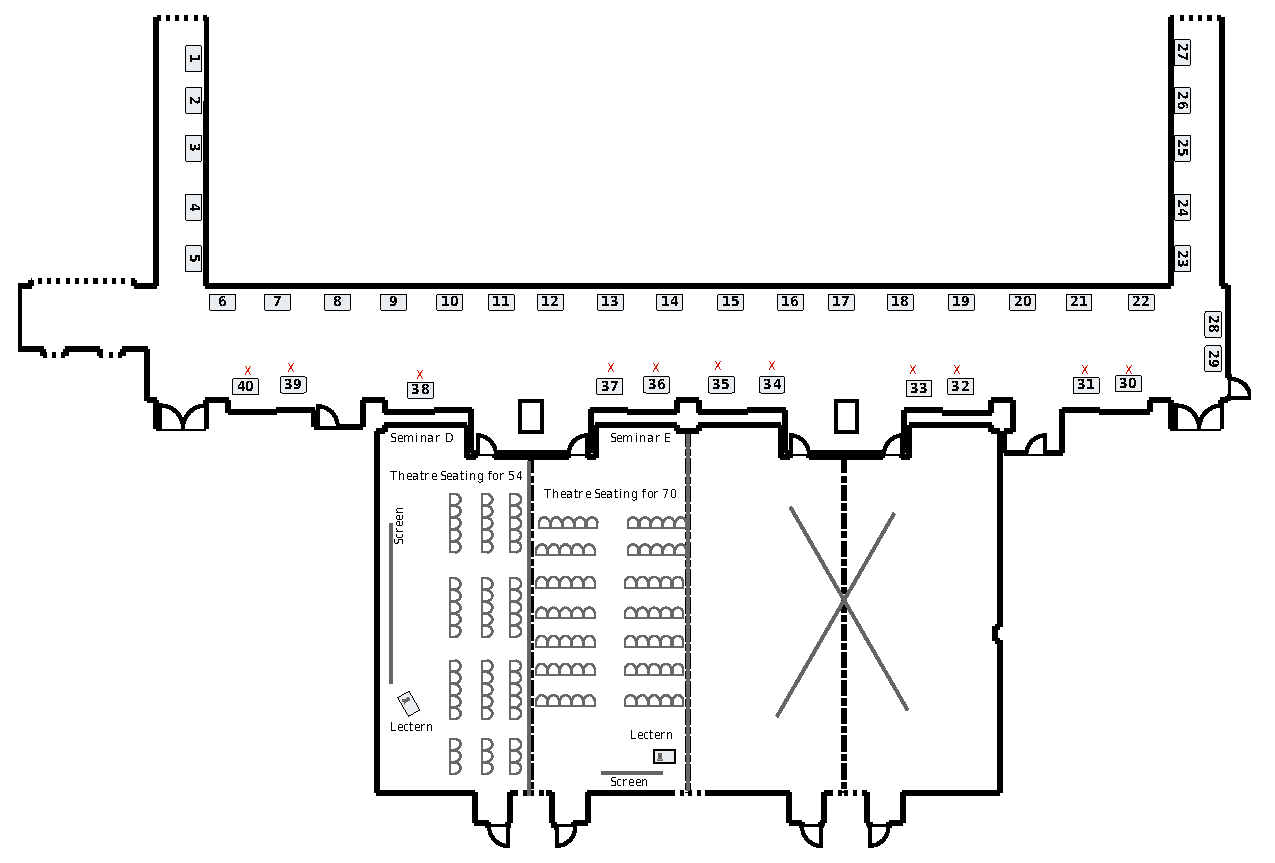 1
2
3
4
5
27
26
25
24
23
6 7 8 9 10 11 12 13 14 15 16 17 18 19 20 21 22
28
29
X X X X X X X X X X X
40 39 38 37 36 35 34 33 32 31 30
Seminar D
Theatre Seating for 54
Screen
Lectern
Seminar E
Theatre Seating for 70
Lectern
Screen